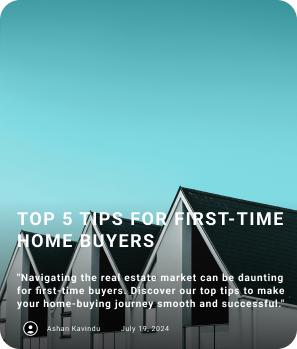 TOP 5 TIPS FOR FIRST-TIME
HOME BUYERS
"Navigating the real estate market can be daunting
for first-time buyers. Discover our top tips to make
your home-buying journey smooth and successful."
Ashan Kavindu July 19, 2024